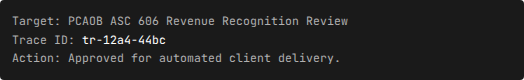 Target: PCAOB ASC 606 Revenue Recognition Review
Trace ID: tr-12a4-44bc
Action: Approved for automated client delivery.